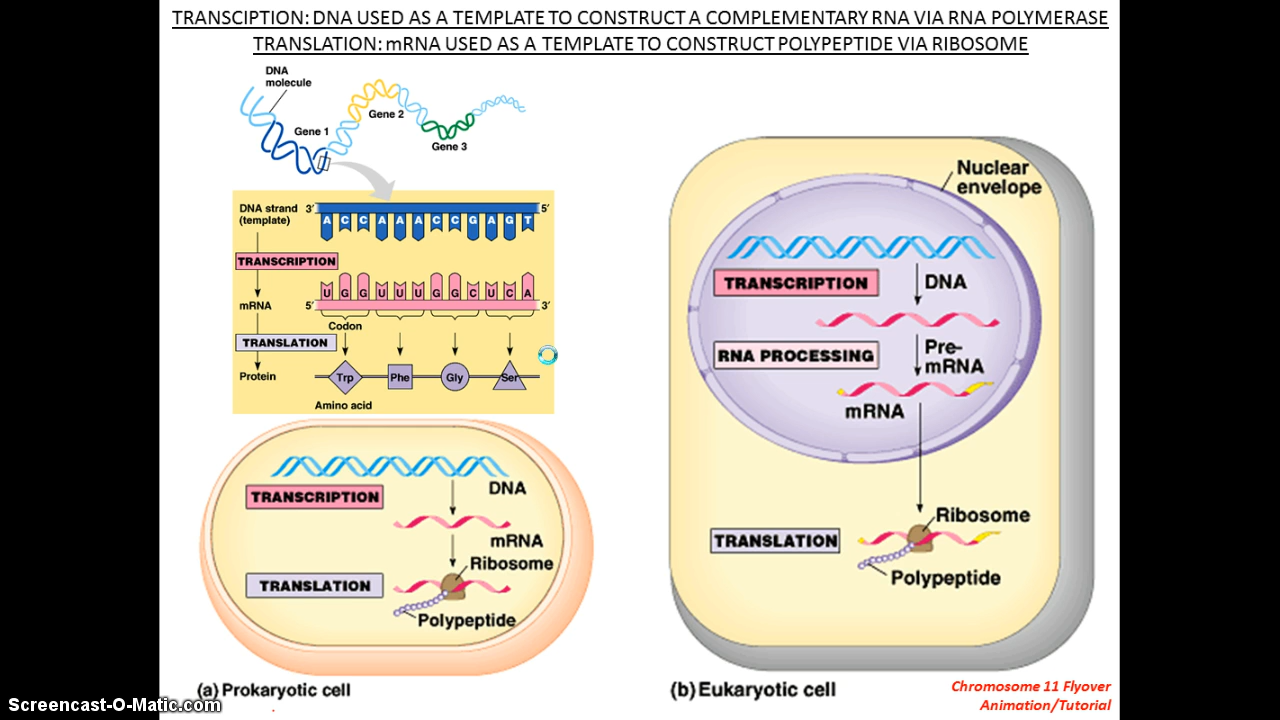 TRANSCIPTION: DNA USED AS A TEMPLATE TO CONSTRUCT A COMPLEMENTARY RNA VIA RNA POLYMERASE
TRANSLATION: mRNA USED AS A TEMPLATE TO CONSTRUCT POLYPEPTIDE VIA RIBOSOME
DNA
molecule
Gene 1
Gene 2
Gene 3
DNA strand
(template)
3′
5′
A C C A A A C C G A G T
TRANSCRIPTION
U G G U U U G G C U C A
mRNA
5′
3′
Codon
TRANSLATION
Protein
Trp
Phe
Gly
Ser
Amino acid
TRANSCRIPTION
DNA
mRNA
Ribosome
TRANSLATION
Polypeptide
(a) Prokaryotic cell
Nuclear
envelope
TRANSCRIPTION
DNA
RNA PROCESSING
Pre-
mRNA
mRNA
Ribosome
TRANSLATION
Polypeptide
(b) Eukaryotic cell
Chromosome 11 Flyover
Animation/Tutorial
Screencast-O-Matic.com